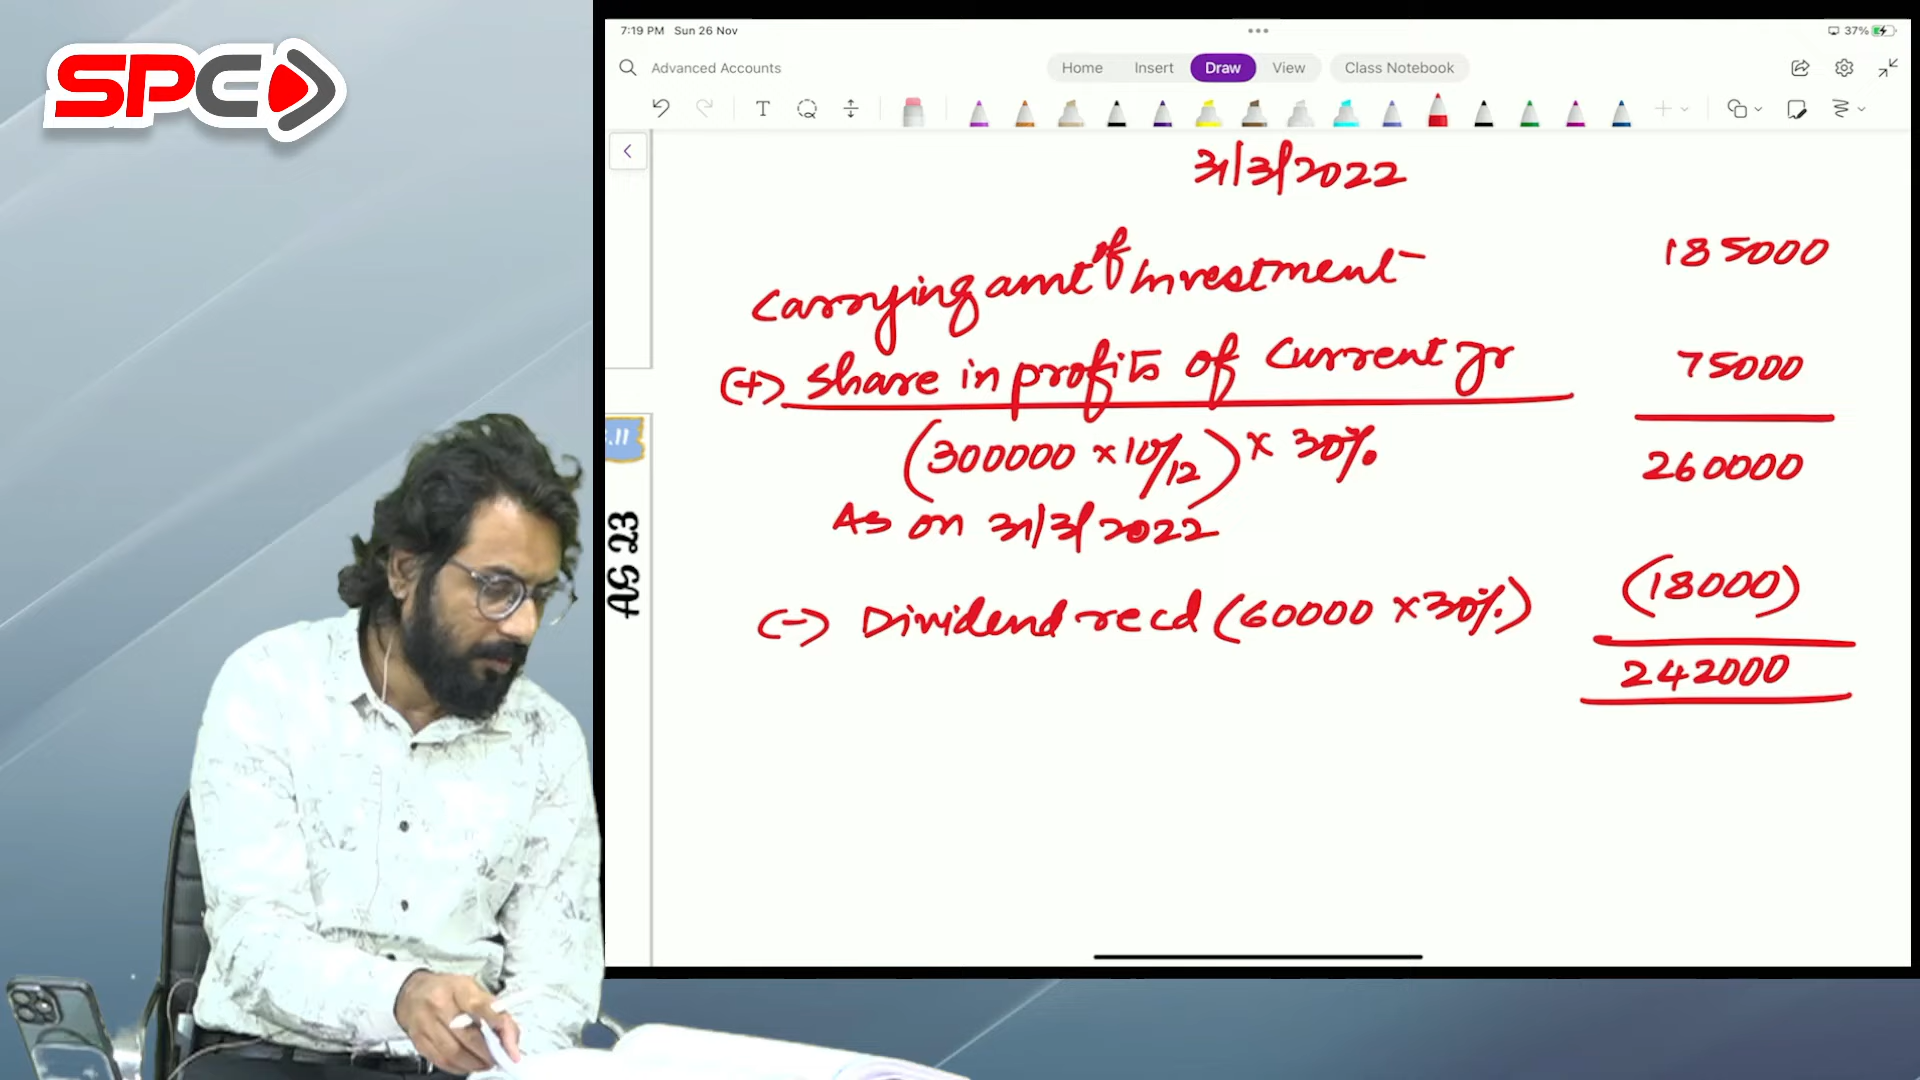 SPE
7:19 PM Sun 26 Nov
37%
Advanced Accounts
Home Insert Draw View Class Notebook
T
31/3/2022
Carrying amt of Investment 185000
(+) Share in profits of Current yr 75000
(300000 × 10/12) × 30% 260000
As on 31/3/2022
(-) Dividend recd (60000 × 30%) (18000)
242000
.11
AS 23